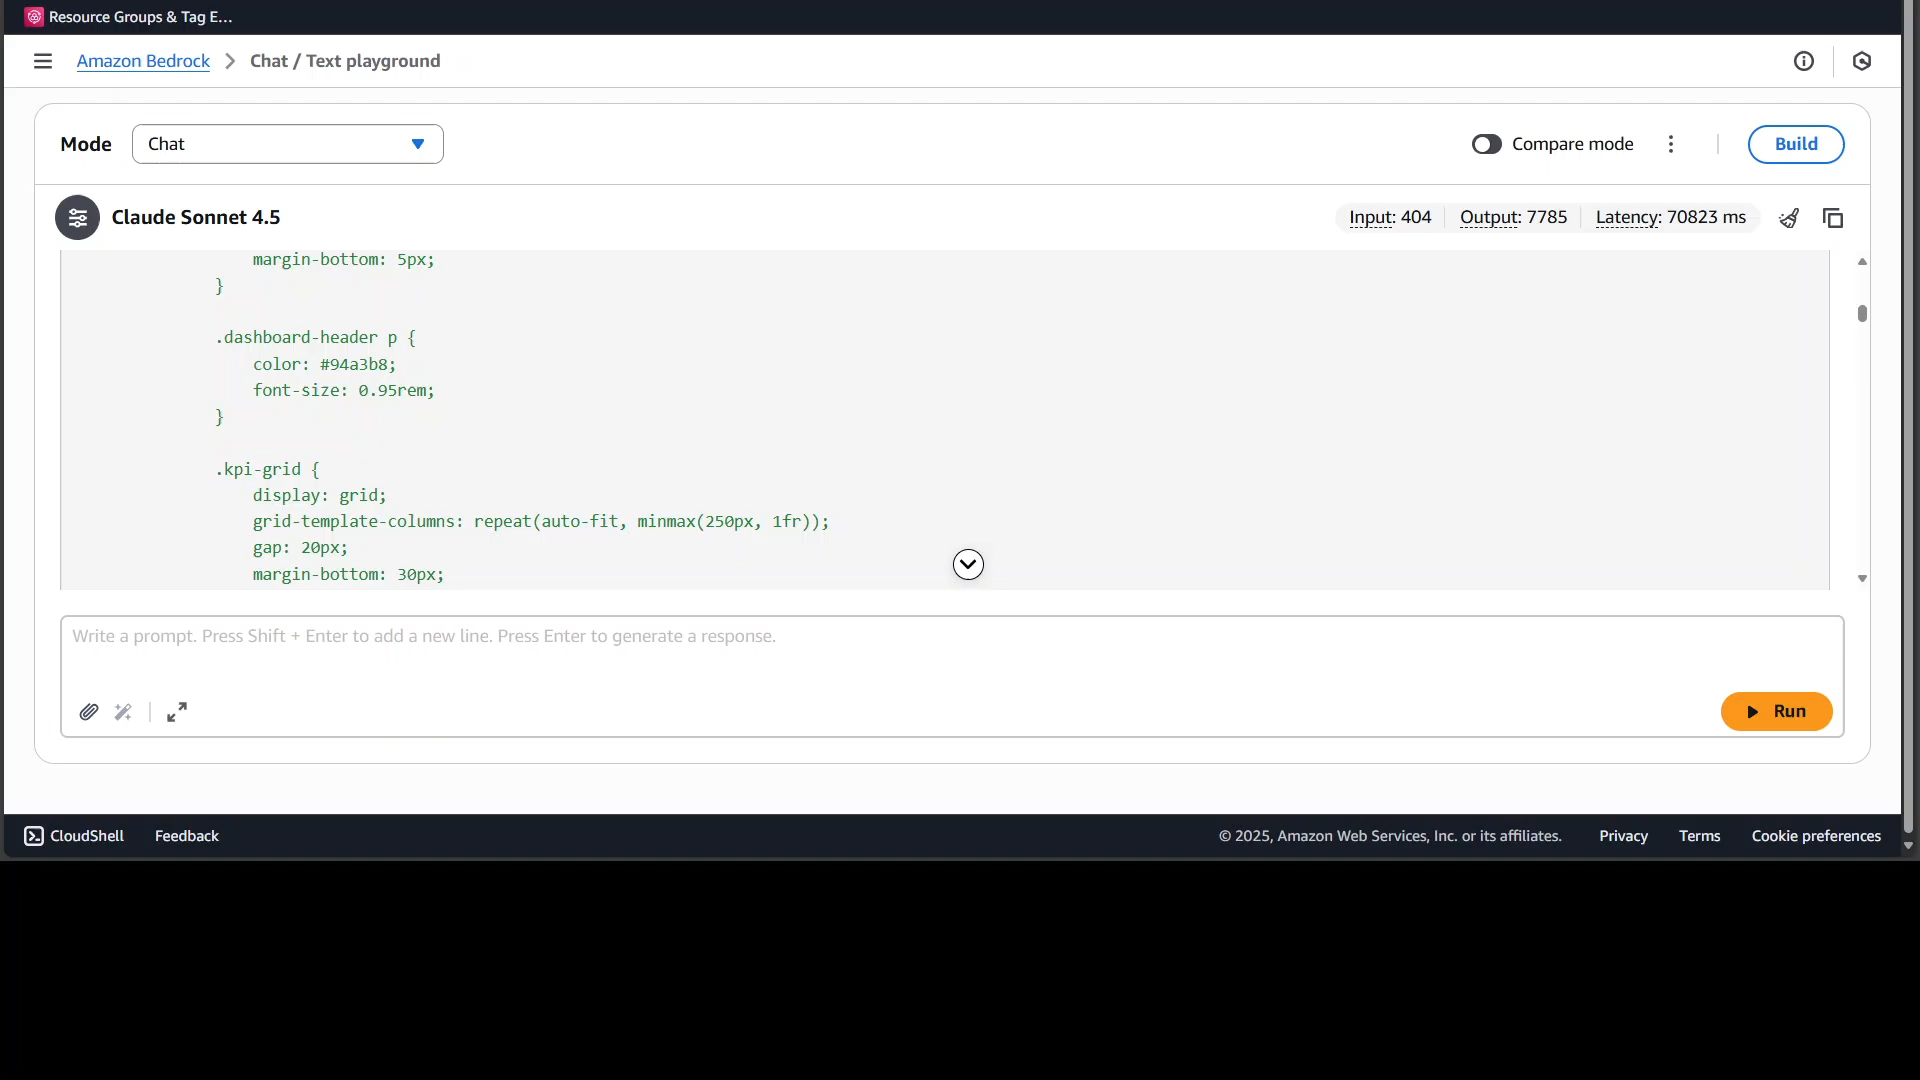 Resource Groups & Tag E...
Amazon Bedrock > Chat / Text playground
Mode Chat Compare mode Build
Claude Sonnet 4.5 Input: 404 Output: 7785 Latency: 70823 ms
margin-bottom: 5px;
}
.dashboard-header p {
color: #94a3b8;
font-size: 0.95rem;
}
.kpi-grid {
display: grid;
grid-template-columns: repeat(auto-fit, minmax(250px, 1fr));
gap: 20px;
margin-bottom: 30px;
Write a prompt. Press Shift + Enter to add a new line. Press Enter to generate a response.
Run
CloudShell Feedback © 2025, Amazon Web Services, Inc. or its affiliates. Privacy Terms Cookie preferences